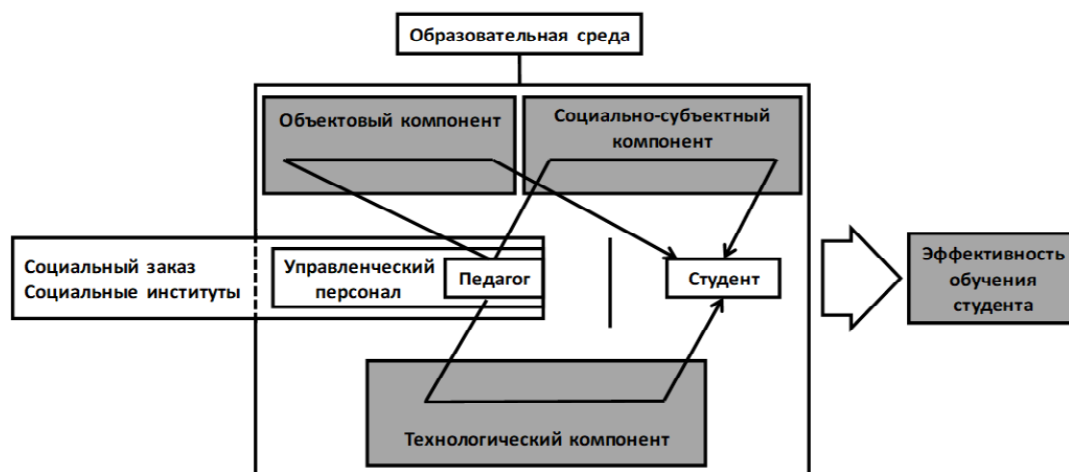 Образовательная среда
Объектовый компонент
Социально-субъектный
компонент
Социальный заказ
Социальные институты
Управленческий
персонал
Педагог
Студент
Эффективность
обучения
студента
Технологический компонент